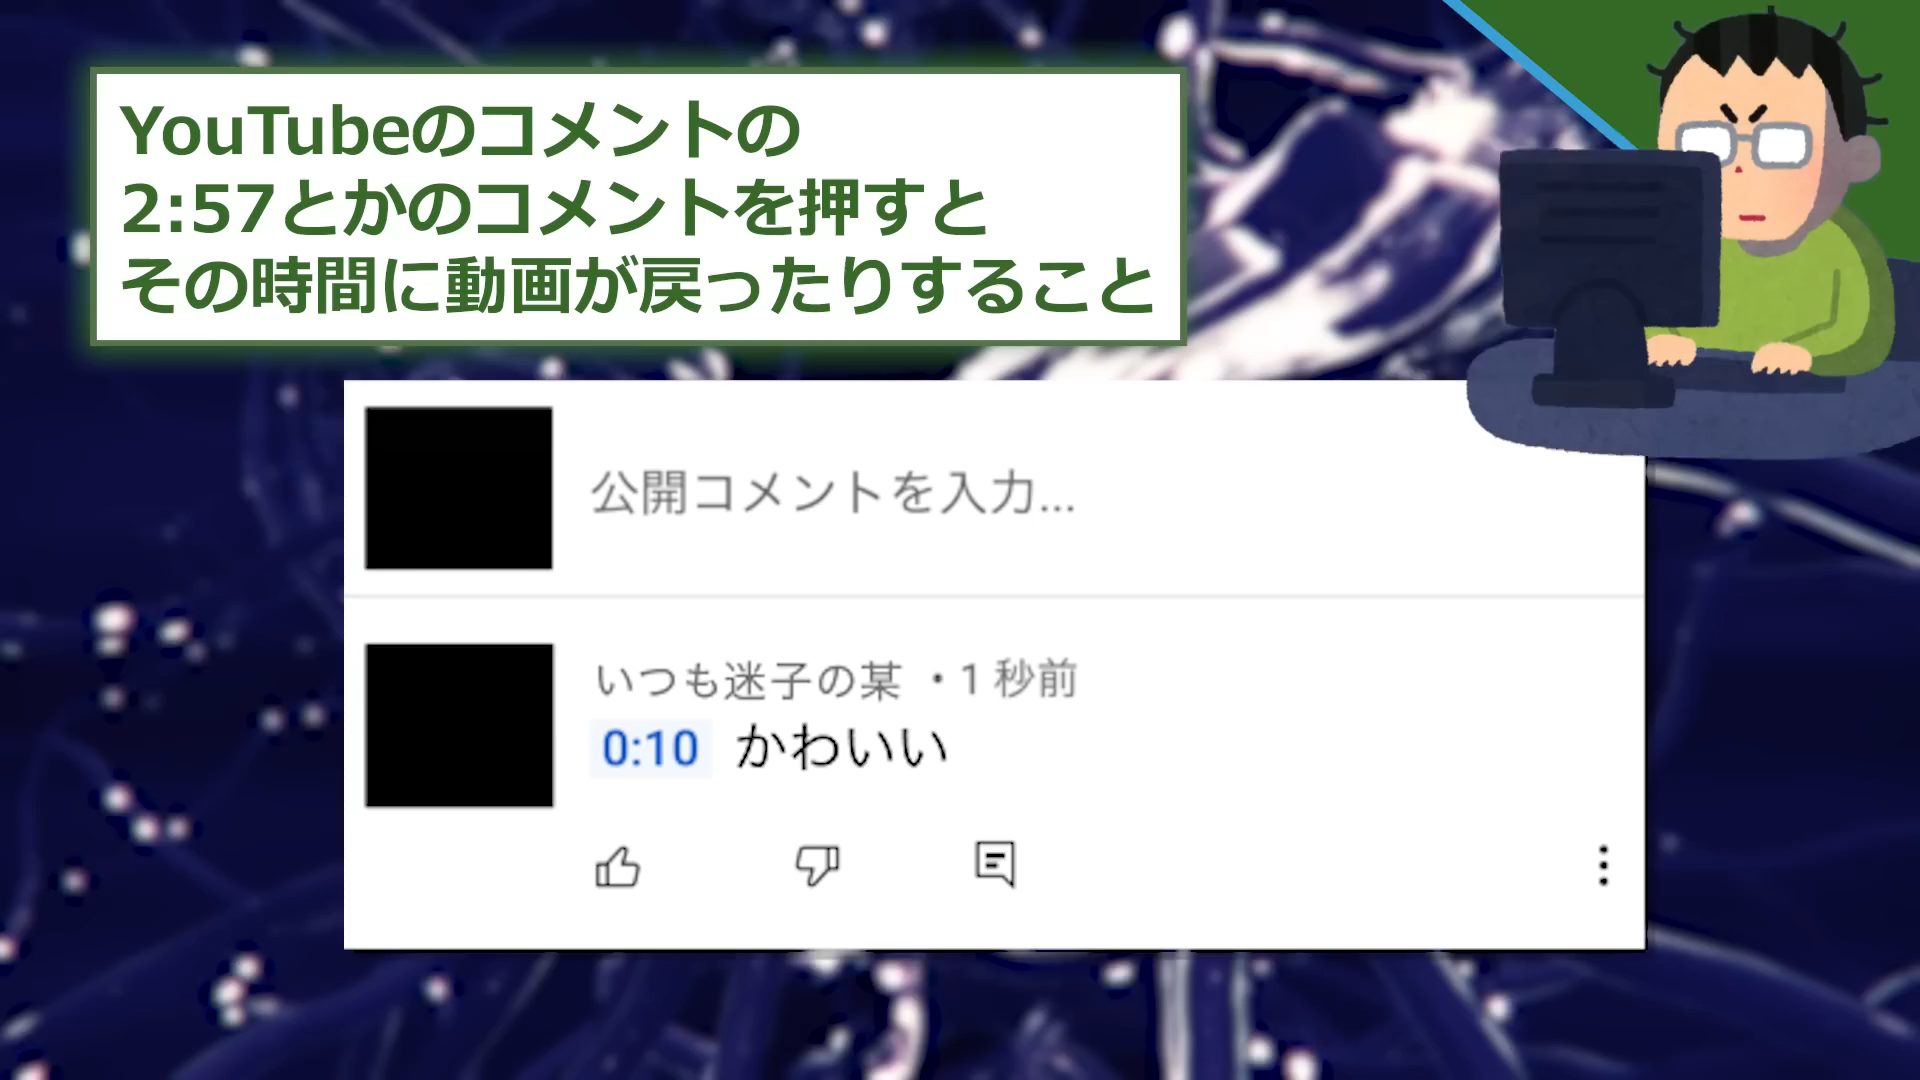 YouTubeのコメントの
2:57とかのコメントを押すと
その時間に動画が戻ったりすること
公開コメントを入力...
いつも迷子の某 ・1 秒前
0:10 かわいい